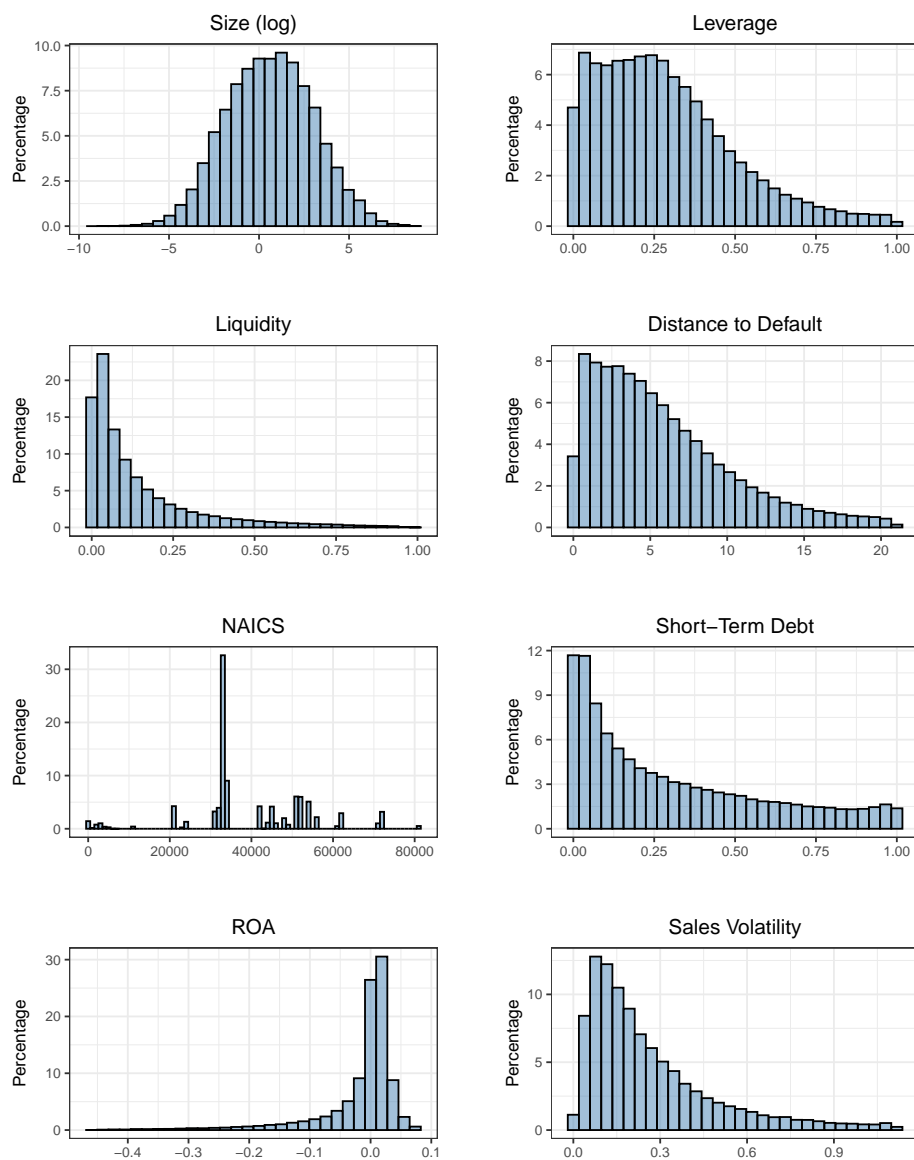 Size (log)
10.0
7.5
5.0
2.5
0.0
Percentage
−10 −5 0 5
Leverage
6
4
2
0
Percentage
0.00 0.25 0.50 0.75 1.00
Liquidity
20
15
10
5
0
Percentage
0.00 0.25 0.50 0.75 1.00
Distance to Default
8
6
4
2
0
Percentage
0 5 10 15 20
NAICS
30
20
10
0
Percentage
0 20000 40000 60000 80000
Short−Term Debt
12
9
6
3
0
Percentage
0.00 0.25 0.50 0.75 1.00
ROA
30
20
10
0
Percentage
−0.4 −0.3 −0.2 −0.1 0.0 0.1
Sales Volatility
10
5
0
Percentage
0.0 0.3 0.6 0.9